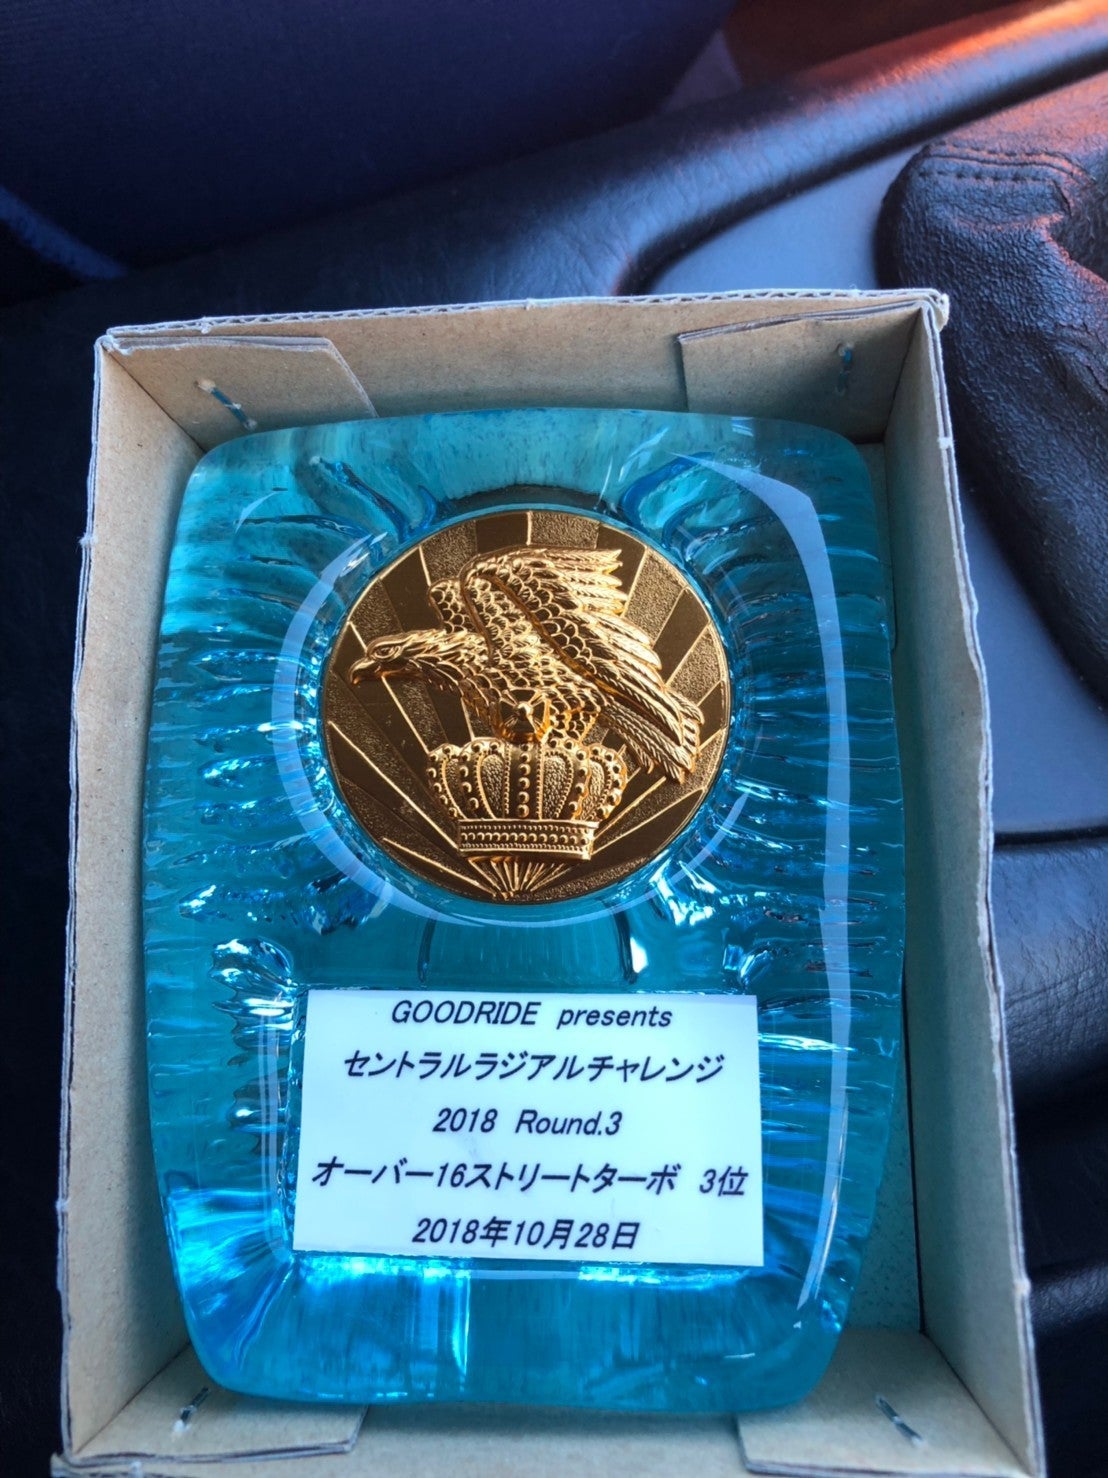 GOODRIDE presents
セントラルラジアルチャレンジ
2018 Round.3
オーバー16ストリートターボ 3位
2018年10月28日